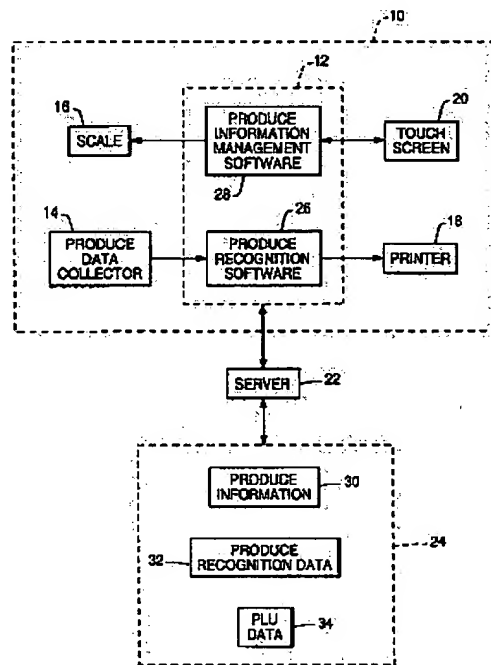 10
12
16
PRODUCE
INFORMATION
MANAGEMENT
SOFTWARE
28
20
SCALE
TOUCH
SCREEN
14
PRODUCE
DATA
COLLECTOR
26
PRODUCE
RECOGNITION
SOFTWARE
18
PRINTER
SERVER
22
PRODUCE
INFORMATION
30
24
32
PRODUCE
RECOGNITION DATA
PLU
DATA
34